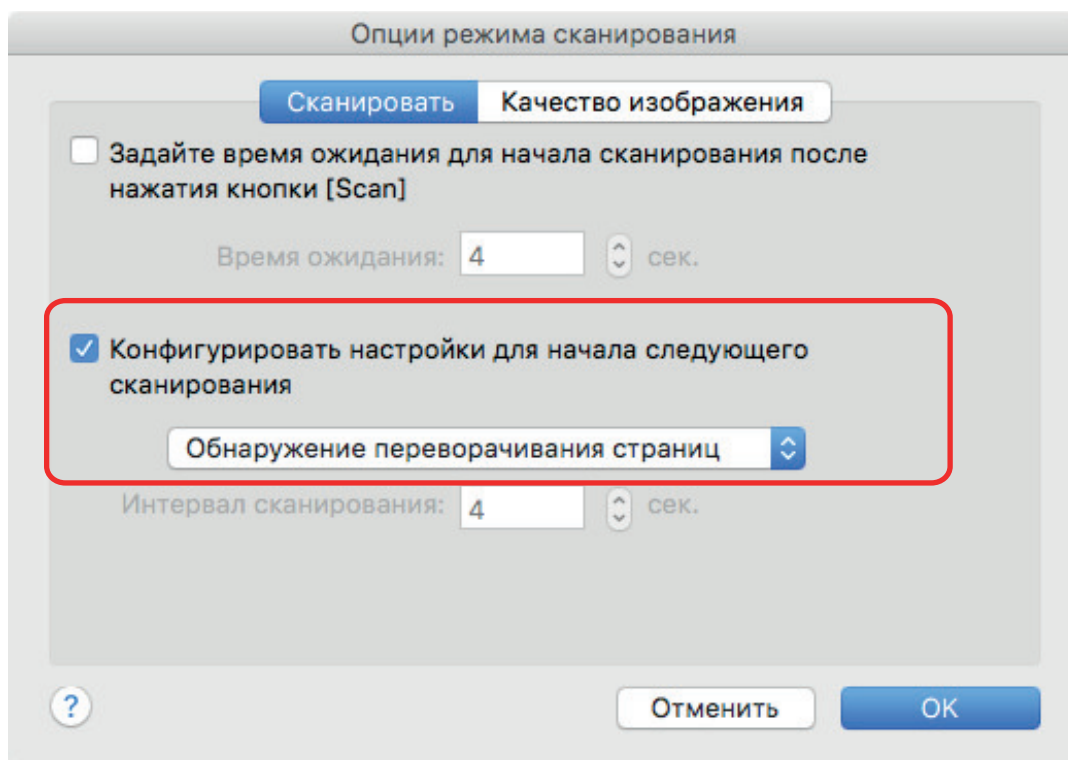 Опции режима сканирования
Сканировать Качество изображения
Задайте время ожидания для начала сканирования после
нажатия кнопки [Scan]
Время ожидания: 4 сек.
Конфигурировать настройки для начала следующего
сканирования
Обнаружение переворачивания страниц
Интервал сканирования: 4 сек.
? Отменить OK